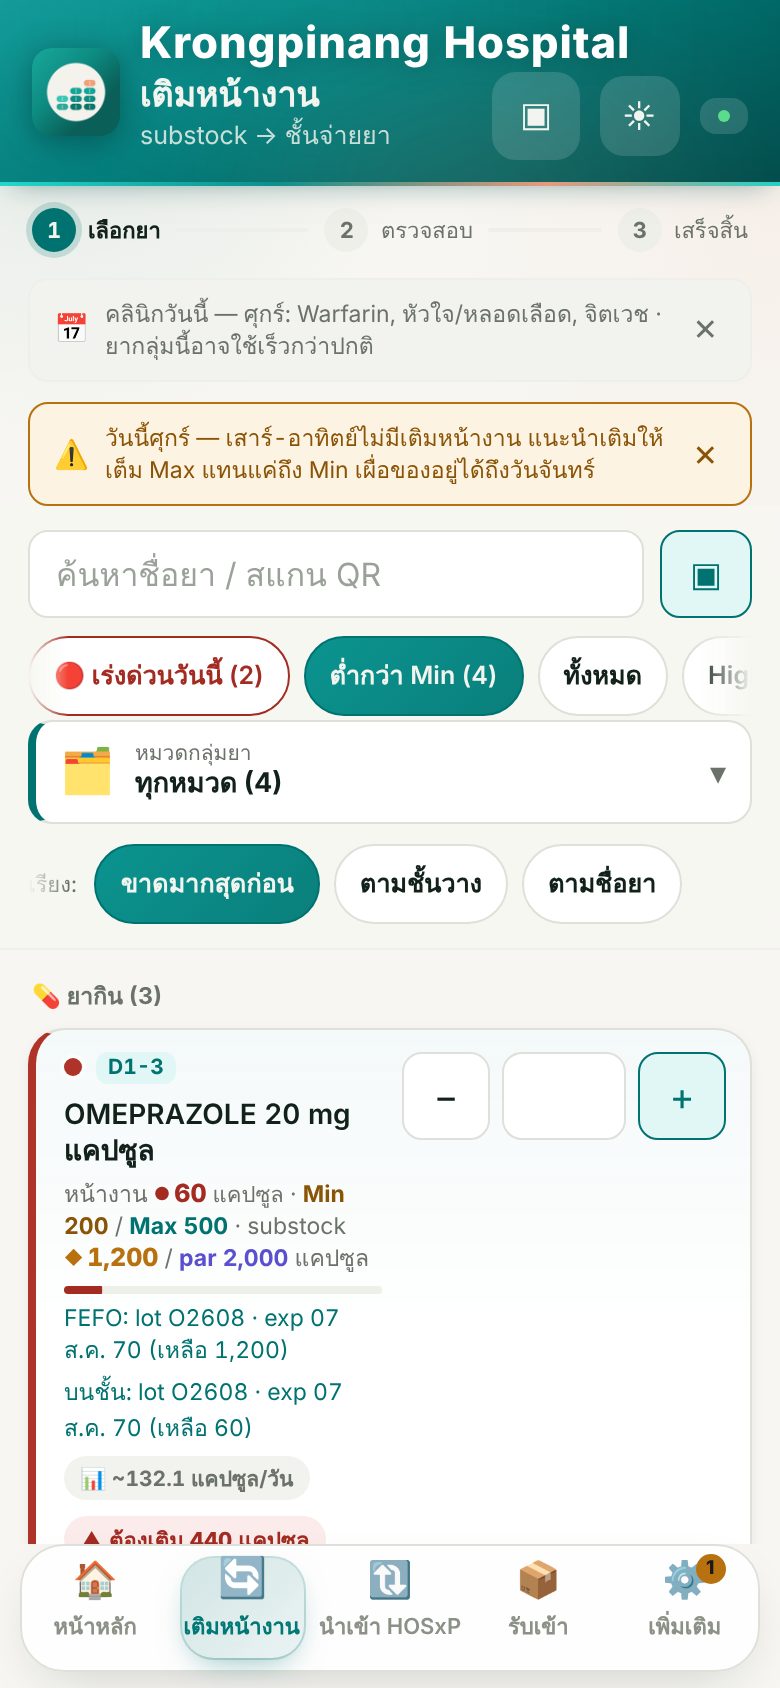 Krongpinang Hospital
เติมหน้างาน
substock → ชั้นจ่ายยา
1 เลือกยา
2 ตรวจสอบ
3 เสร็จสิ้น
คลินิกวันนี้ — ศุกร์: Warfarin, หัวใจ/หลอดเลือด, จิตเวช ·
ยากลุ่มนี้อาจใช้เร็วกว่าปกติ
วันนี้ศุกร์ — เสาร์-อาทิตย์ไม่มีเติมหน้างาน แนะนำเติมให้
เต็ม Max แทนแค่ถึง Min เผื่อของอยู่ได้ถึงวันจันทร์
ค้นหาชื่อยา / สแกน QR
🔴 เร่งด่วนวันนี้ (2)
ต่ำกว่า Min (4)
ทั้งหมด
Hig
หมวดกลุ่มยา
ทุกหมวด (4)
เรียง:
ขาดมากสุดก่อน
ตามชั้นวาง
ตามชื่อยา
💊 ยากิน (3)
D1-3
OMEPRAZOLE 20 mg
แคปซูล
หน้างาน ● 60 แคปซูล · Min
200 / Max 500 · substock
◆ 1,200 / par 2,000 แคปซูล
FEFO: lot O2608 · exp 07
ส.ค. 70 (เหลือ 1,200)
บนชั้น: lot O2608 · exp 07
ส.ค. 70 (เหลือ 60)
📊 ~132.1 แคปซูล/วัน
▲ ต้องเติม 440 แคปซูล
หน้าหลัก
เติมหน้างาน
นำเข้า HOSxP
รับเข้า
1
เพิ่มเติม